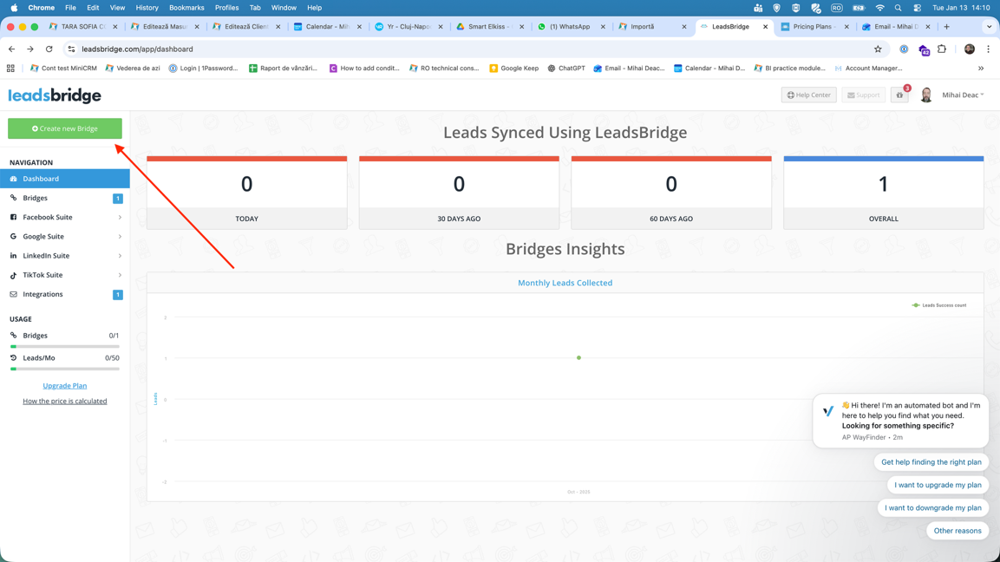 Chrome File Edit View History Bookmarks Profiles Tab Window Help
RO
Tue Jan 13 14:10
TARA SOFIA C
Editează Masu
Editează Client
Calendar - Mih
Yr - Cluj-Napo
Smart Elkiss -
(1) WhatsApp
Importă
LeadsBridge
Pricing Plans -
Email - Mihai D
leadsbridge.com/app/dashboard
42
Cont test MiniCRM
Vederea de azi
Login | 1Password...
Raport de vânzări...
How to add condit...
RO technical cons...
Google Keep
ChatGPT
Email - Mihai Deac...
Calendar - Mihai D...
BI practice module...
Account Manager...
leadsbridge
Help Center
Support
3
Mihai Deac
Create new Bridge
NAVIGATION
Dashboard
Bridges 1
Facebook Suite
Google Suite
LinkedIn Suite
TikTok Suite
Integrations 1
USAGE
Bridges 0/1
Leads/Mo 0/50
Upgrade Plan
How the price is calculated
Leads Synced Using LeadsBridge
0
TODAY
0
30 DAYS AGO
0
60 DAYS AGO
1
OVERALL
Bridges Insights
Monthly Leads Collected
Leads Success count
2
1
0
-1
-2
Leads
Oct - 2025
👋 Hi there! I'm an automated bot and I'm
here to help you find what you need.
Looking for something specific?
AP WayFinder • 2m
Get help finding the right plan
I want to upgrade my plan
I want to downgrade my plan
Other reasons